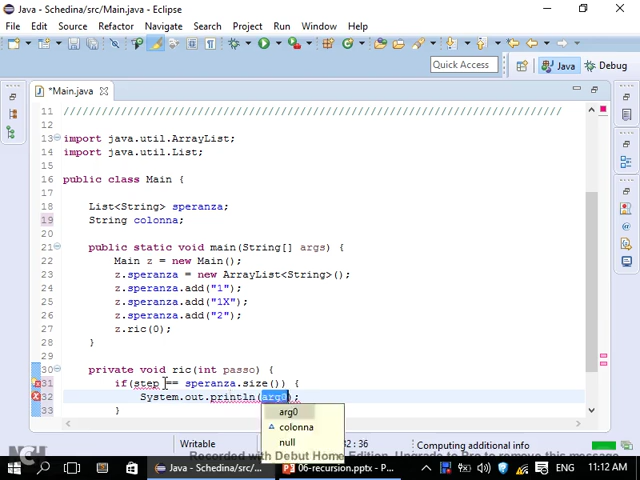 Schedina/src/Main.java - Eclipse
File Edit Source Refactor Navigate Search Project Run Window Help
Quick Access
Java
Debug
*Main.java
11 //////////////////////////////////////////////////////////////////
12
13 import java.util.ArrayList;
14 import java.util.List;
15
16 public class Main {
17
18 List<String> speranza;
19 String colonna;
20
21 public static void main(String[] args) {
22 Main z = new Main();
23 z.speranza = new ArrayList<String>();
24 z.speranza.add("1");
25 z.speranza.add("1X");
26 z.speranza.add("2");
27 z.ric(0);
28 }
29
30 private void ric(int passo) {
31 if(step == speranza.size()) {
32 System.out.println(arg0);
33 }
arg0
colonna
null
Writable
32 : 36
Computing additional info
NCH
Recorded with Debut Home Edition. Upgrade to Pro to remove this message.
Java - Schedina/src/...
06-recursion.pptx - P...
11:12 AM